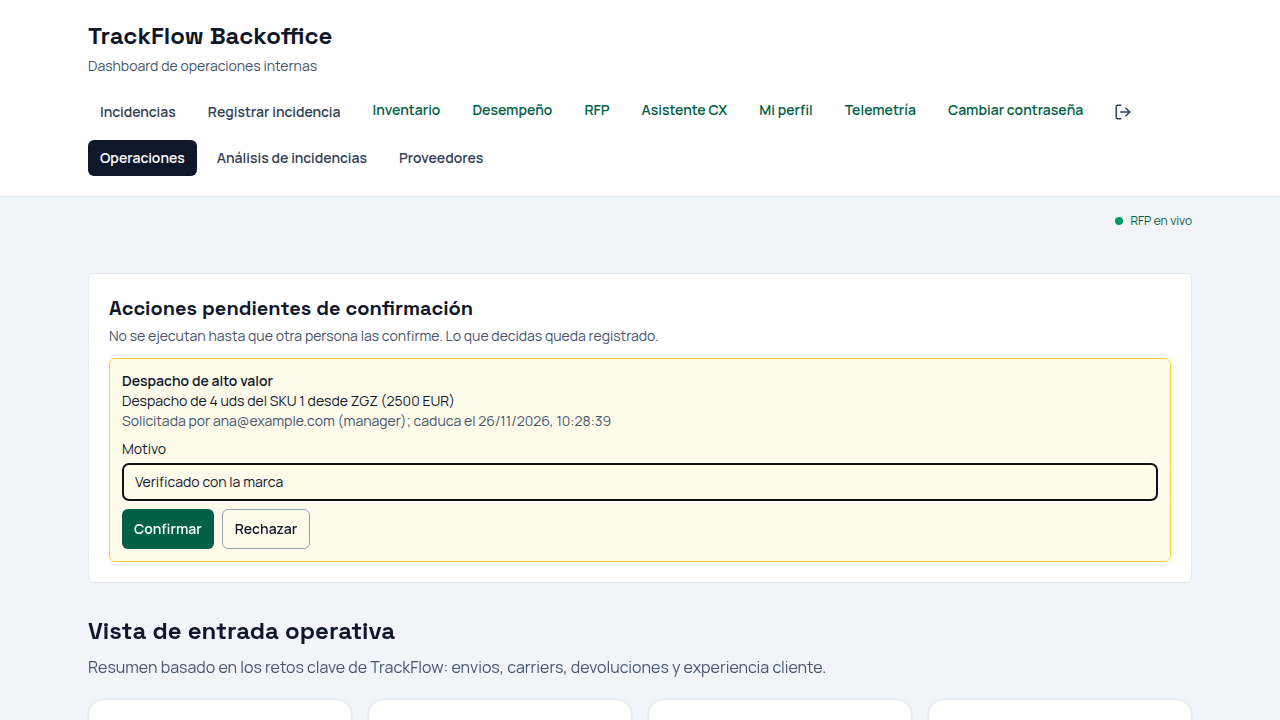 TrackFlow Backoffice
Dashboard de operaciones internas
Incidencias Registrar incidencia Inventario Desempeño RFP Asistente CX Mi perfil Telemetría Cambiar contraseña
Operaciones Análisis de incidencias Proveedores
RFP en vivo
Acciones pendientes de confirmación
No se ejecutan hasta que otra persona las confirme. Lo que decidas queda registrado.
Despacho de alto valor
Despacho de 4 uds del SKU 1 desde ZGZ (2500 EUR)
Solicitada por ana@example.com (manager); caduca el 26/11/2026, 10:28:39
Motivo
Verificado con la marca
Confirmar Rechazar
Vista de entrada operativa
Resumen basado en los retos clave de TrackFlow: envios, carriers, devoluciones y experiencia cliente.